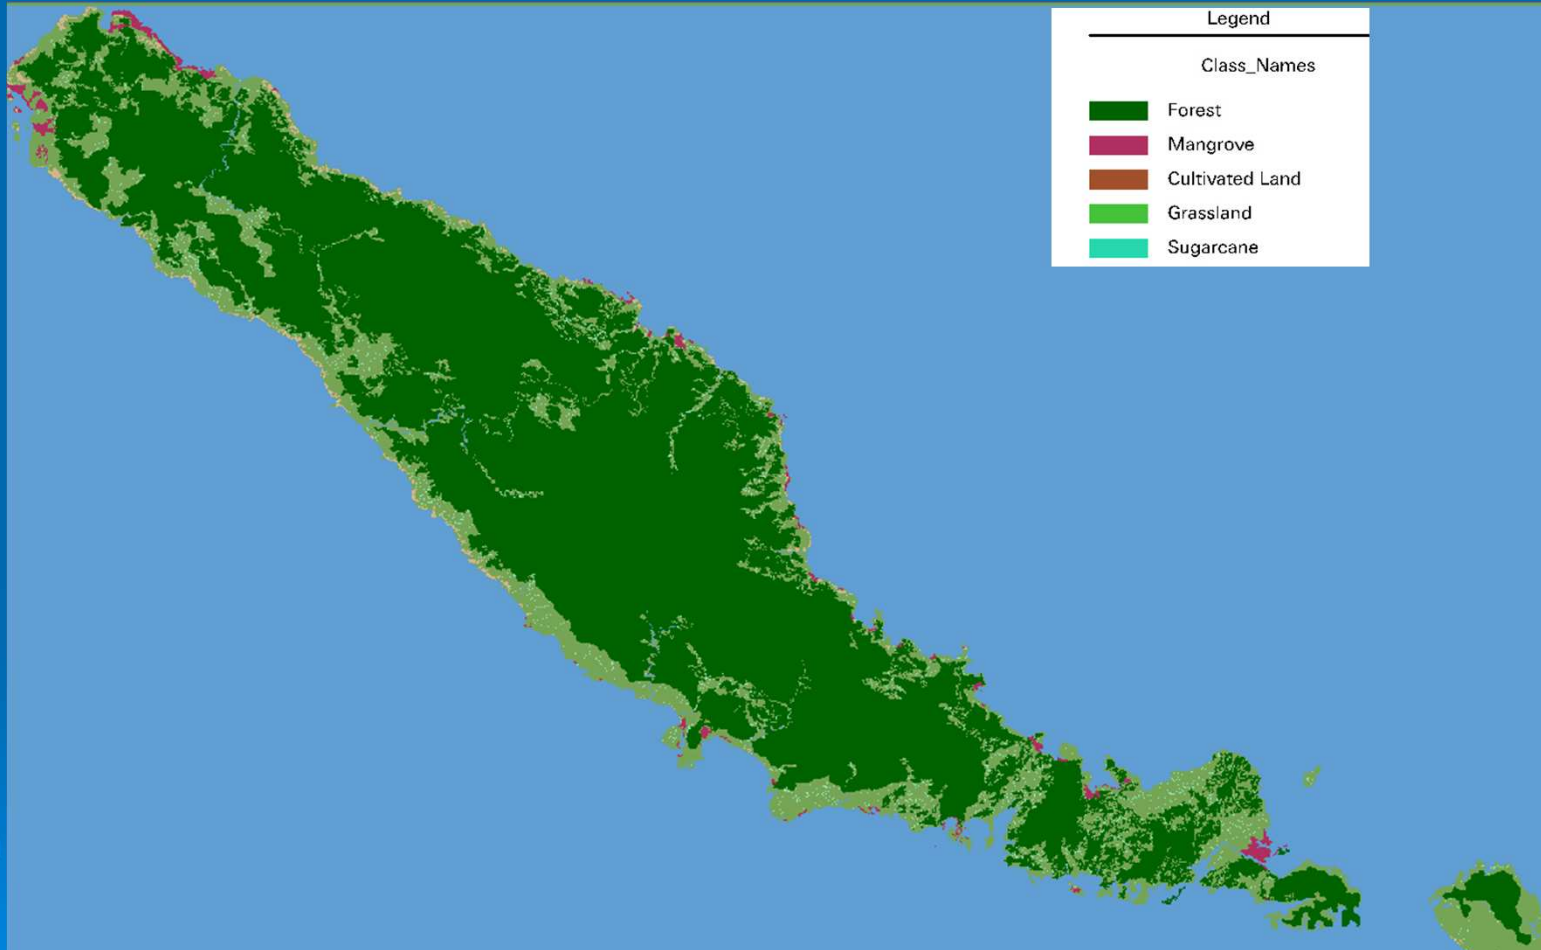 Legend
Class_Names
Forest
Mangrove
Cultivated Land
Grassland
Sugarcane